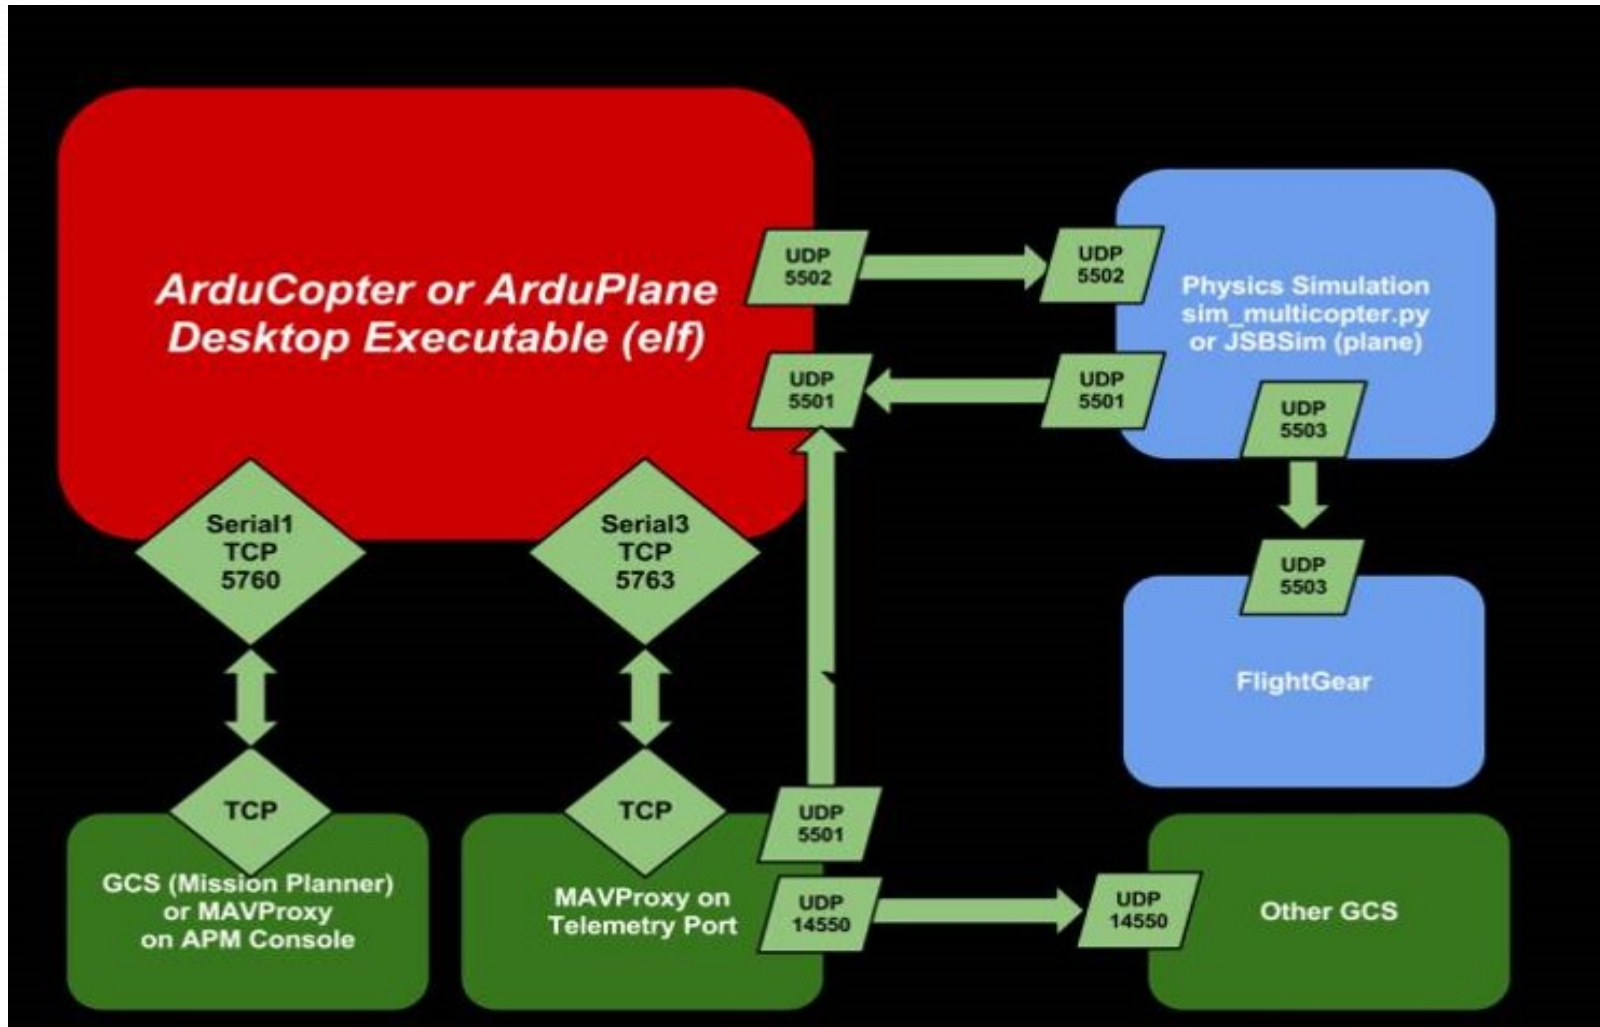 ArduCopter or ArduPlane
Desktop Executable (elf)
UDP
5502
UDP
5502
Physics Simulation
sim_multicopter.py
or JSBSim (plane)
UDP
5501
UDP
5501
UDP
5503
Serial1
TCP
5760
Serial3
TCP
5763
UDP
5503
FlightGear
TCP
GCS (Mission Planner)
or MAVProxy
on APM Console
TCP
MAVProxy on
Telemetry Port
UDP
5501
UDP
14550
UDP
14550
Other GCS